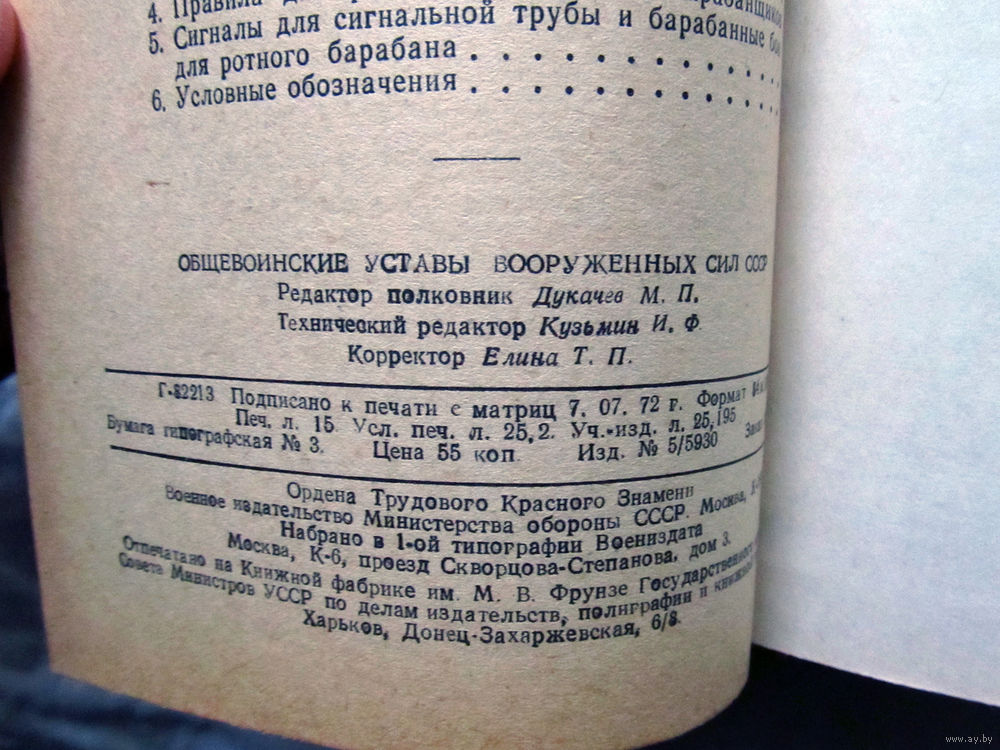 4. Правила
5. Сигналы для сигнальной трубы и барабанные
для ротного барабана
6. Условные обозначения
ОБЩЕВОИНСКИЕ УСТАВЫ ВООРУЖЕННЫХ СИЛ СССР
Редактор полковник Дукачев М. П.
Технический редактор Кузьмин И. Ф.
Корректор Елина Т. П.
Г-82213 Подписано к печати с матриц 7. 07. 72 г. Формат
Печ. л. 15. Усл. печ. л. 25,2. Уч.-изд. л. 25,195
Бумага типографская № 3. Цена 55 коп. Изд. № 5/5930
Ордена Трудового Красного Знамени
Военное издательство Министерства обороны СССР. Москва,
Набрано в 1-ой типографии Воениздата
Москва, К-6, проезд Скворцова-Степанова, дом 3.
Отпечатано на Книжной фабрике им. М. В. Фрунзе Государственного
Совета Министров УССР по делам издательств, полиграфии и
Харьков, Донец-Захаржевская, 6/8.
www.ay.by